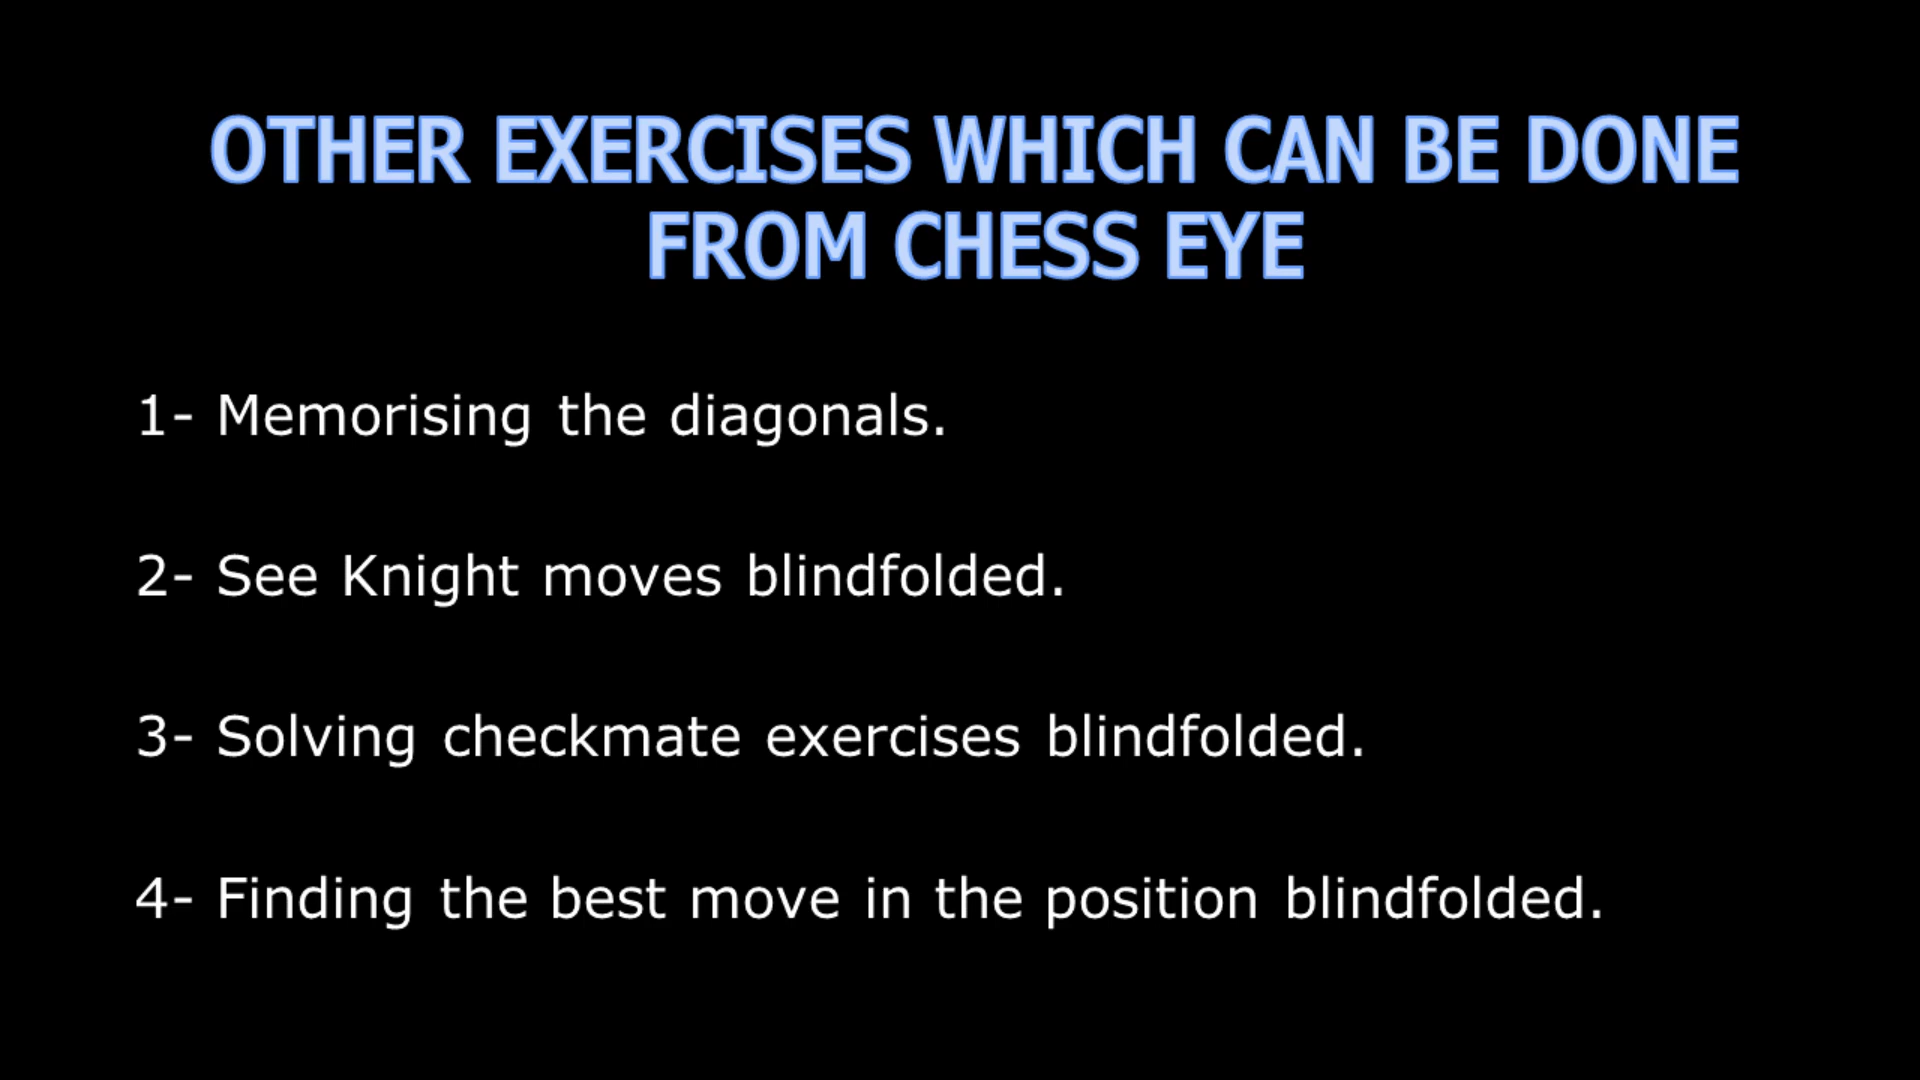 OTHER EXERCISES WHICH CAN BE DONE
FROM CHESS EYE
1- Memorising the diagonals.
2- See Knight moves blindfolded.
3- Solving checkmate exercises blindfolded.
4- Finding the best move in the position blindfolded.